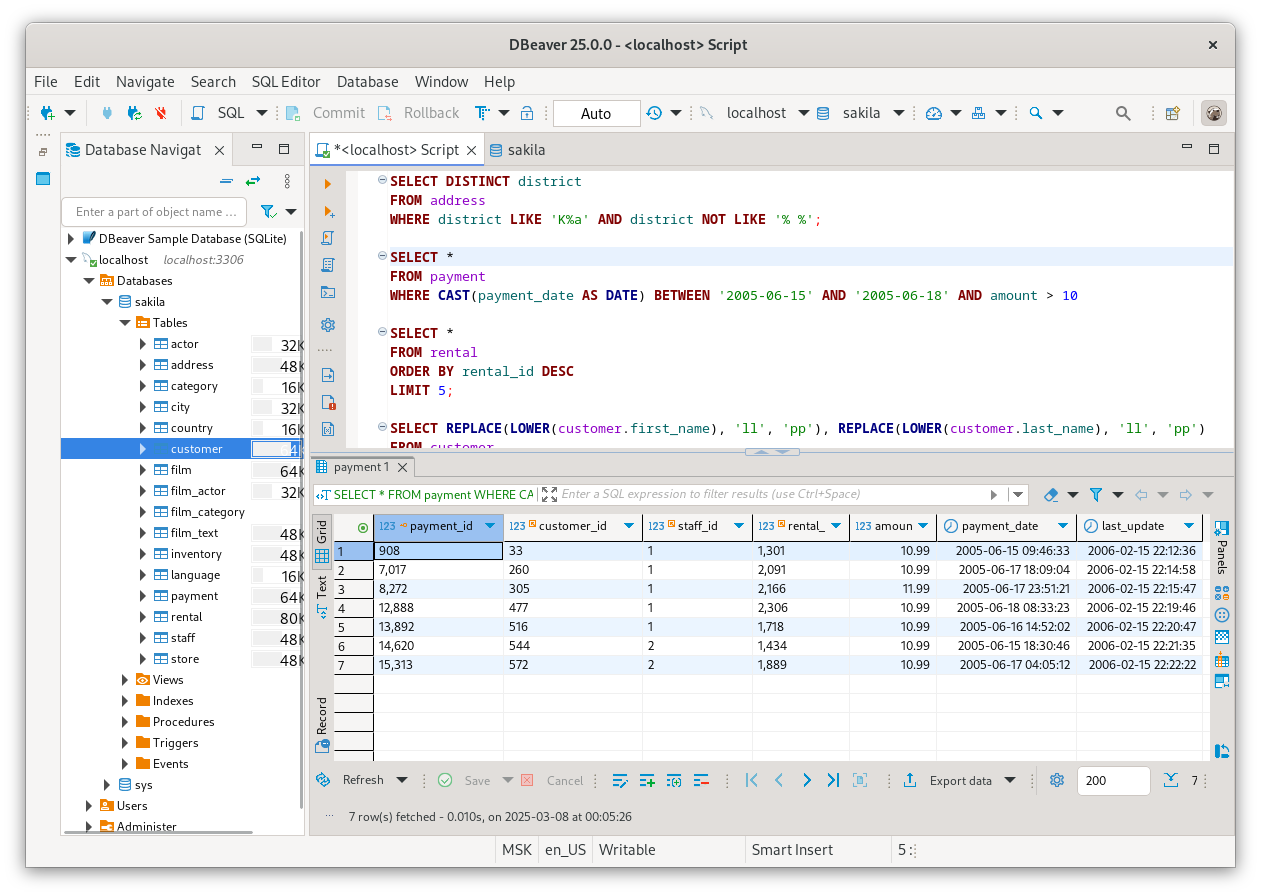 DBeaver 25.0.0 - <localhost> Script
File Edit Navigate Search SQL Editor Database Window Help
SQL Commit Rollback Auto localhost sakila
Database Navigat
*<localhost> Script sakila
Enter a part of object name ...
DBeaver Sample Database (SQLite)
localhost localhost:3306
Databases
sakila
Tables
actor 32K
address 48K
category 16K
city 32K
country 16K
customer 64K
film 64K
film_actor 32K
film_category
film_text 48K
inventory 48K
language 16K
payment 64K
rental 80K
staff 48K
store 48K
Views
Indexes
Procedures
Triggers
Events
sys
Users
Administer
SELECT DISTINCT district
FROM address
WHERE district LIKE 'K%a' AND district NOT LIKE '% %';
SELECT *
FROM payment
WHERE CAST(payment_date AS DATE) BETWEEN '2005-06-15' AND '2005-06-18' AND amount > 10
SELECT *
FROM rental
ORDER BY rental_id DESC
LIMIT 5;
SELECT REPLACE(LOWER(customer.first_name), 'll', 'pp'), REPLACE(LOWER(customer.last_name), 'll', 'pp')
FROM customer
payment 1
SELECT * FROM payment WHERE CA Enter a SQL expression to filter results (use Ctrl+Space)
Grid
Text
Record
123 payment_id 123 customer_id 123 staff_id 123 rental_ 123 amoun payment_date last_update
1 908 33 1 1,301 10.99 2005-06-15 09:46:33 2006-02-15 22:12:36
2 7,017 260 1 2,091 10.99 2005-06-17 18:09:04 2006-02-15 22:14:58
3 8,272 305 1 2,166 11.99 2005-06-17 23:51:21 2006-02-15 22:15:47
4 12,888 477 1 2,306 10.99 2005-06-18 08:33:23 2006-02-15 22:19:46
5 13,892 516 1 1,718 10.99 2005-06-16 14:52:02 2006-02-15 22:20:47
6 14,620 544 2 1,434 10.99 2005-06-15 18:30:46 2006-02-15 22:21:35
7 15,313 572 2 1,889 10.99 2005-06-17 04:05:12 2006-02-15 22:22:22
Panels
Refresh Save Cancel Export data 200 7
7 row(s) fetched - 0.010s, on 2025-03-08 at 00:05:26
MSK en_US Writable Smart Insert 5 :